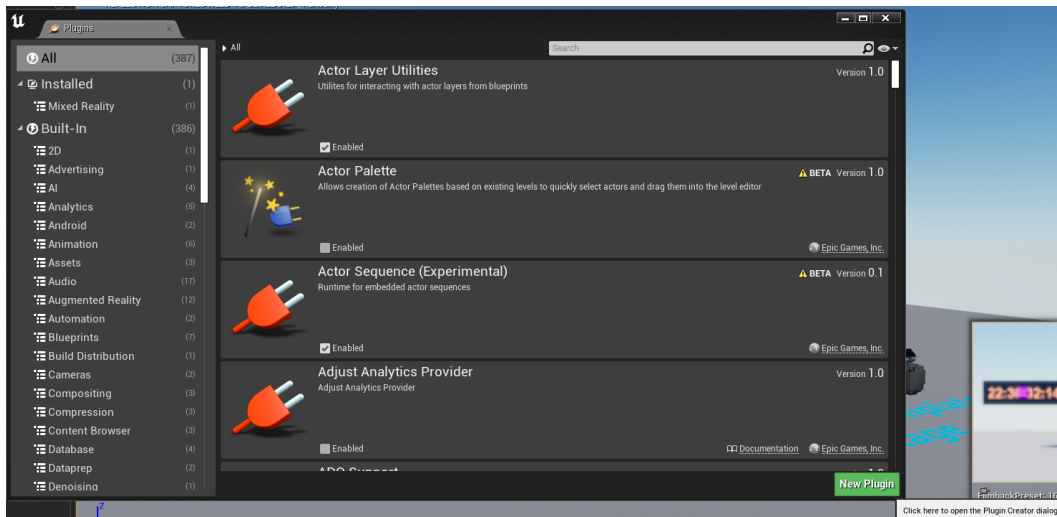 Plugins
All (387)
Installed (1)
Mixed Reality (1)
Built-In (386)
2D (1)
Advertising (1)
AI (4)
Analytics (5)
Android (2)
Animation (6)
Assets (3)
Audio (17)
Augmented Reality (12)
Automation (2)
Blueprints (7)
Build Distribution (1)
Cameras (2)
Compositing (3)
Compression (3)
Content Browser (3)
Database (4)
Dataprep (2)
Denoising (1)
All
Search
Actor Layer Utilities Version 1.0
Utilites for interacting with actor layers from blueprints
Enabled
Actor Palette BETA Version 1.0
Allows creation of Actor Palettes based on existing levels to quickly select actors and drag them into the level editor
Enabled Epic Games, Inc.
Actor Sequence (Experimental) BETA Version 0.1
Runtime for embedded actor sequences
Enabled Epic Games, Inc.
Adjust Analytics Provider Version 1.0
Adjust Analytics Provider
Enabled Documentation Epic Games, Inc.
New Plugin
Click here to open the Plugin Creator dialog